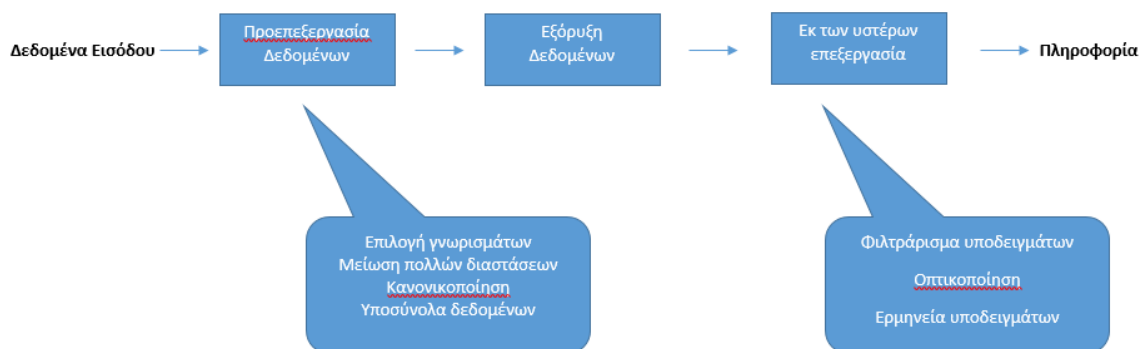 Δεδομένα Εισόδου
Προεπεξεργασία
Δεδομένων
Εξόρυξη
Δεδομένων
Εκ των υστέρων
επεξεργασία
Πληροφορία
Επιλογή γνωρισμάτων
Μείωση πολλών διαστάσεων
Κανονικοποίηση
Υποσύνολα δεδομένων
Φιλτράρισμα υποδειγμάτων
Οπτικοποίηση
Ερμηνεία υποδειγμάτων